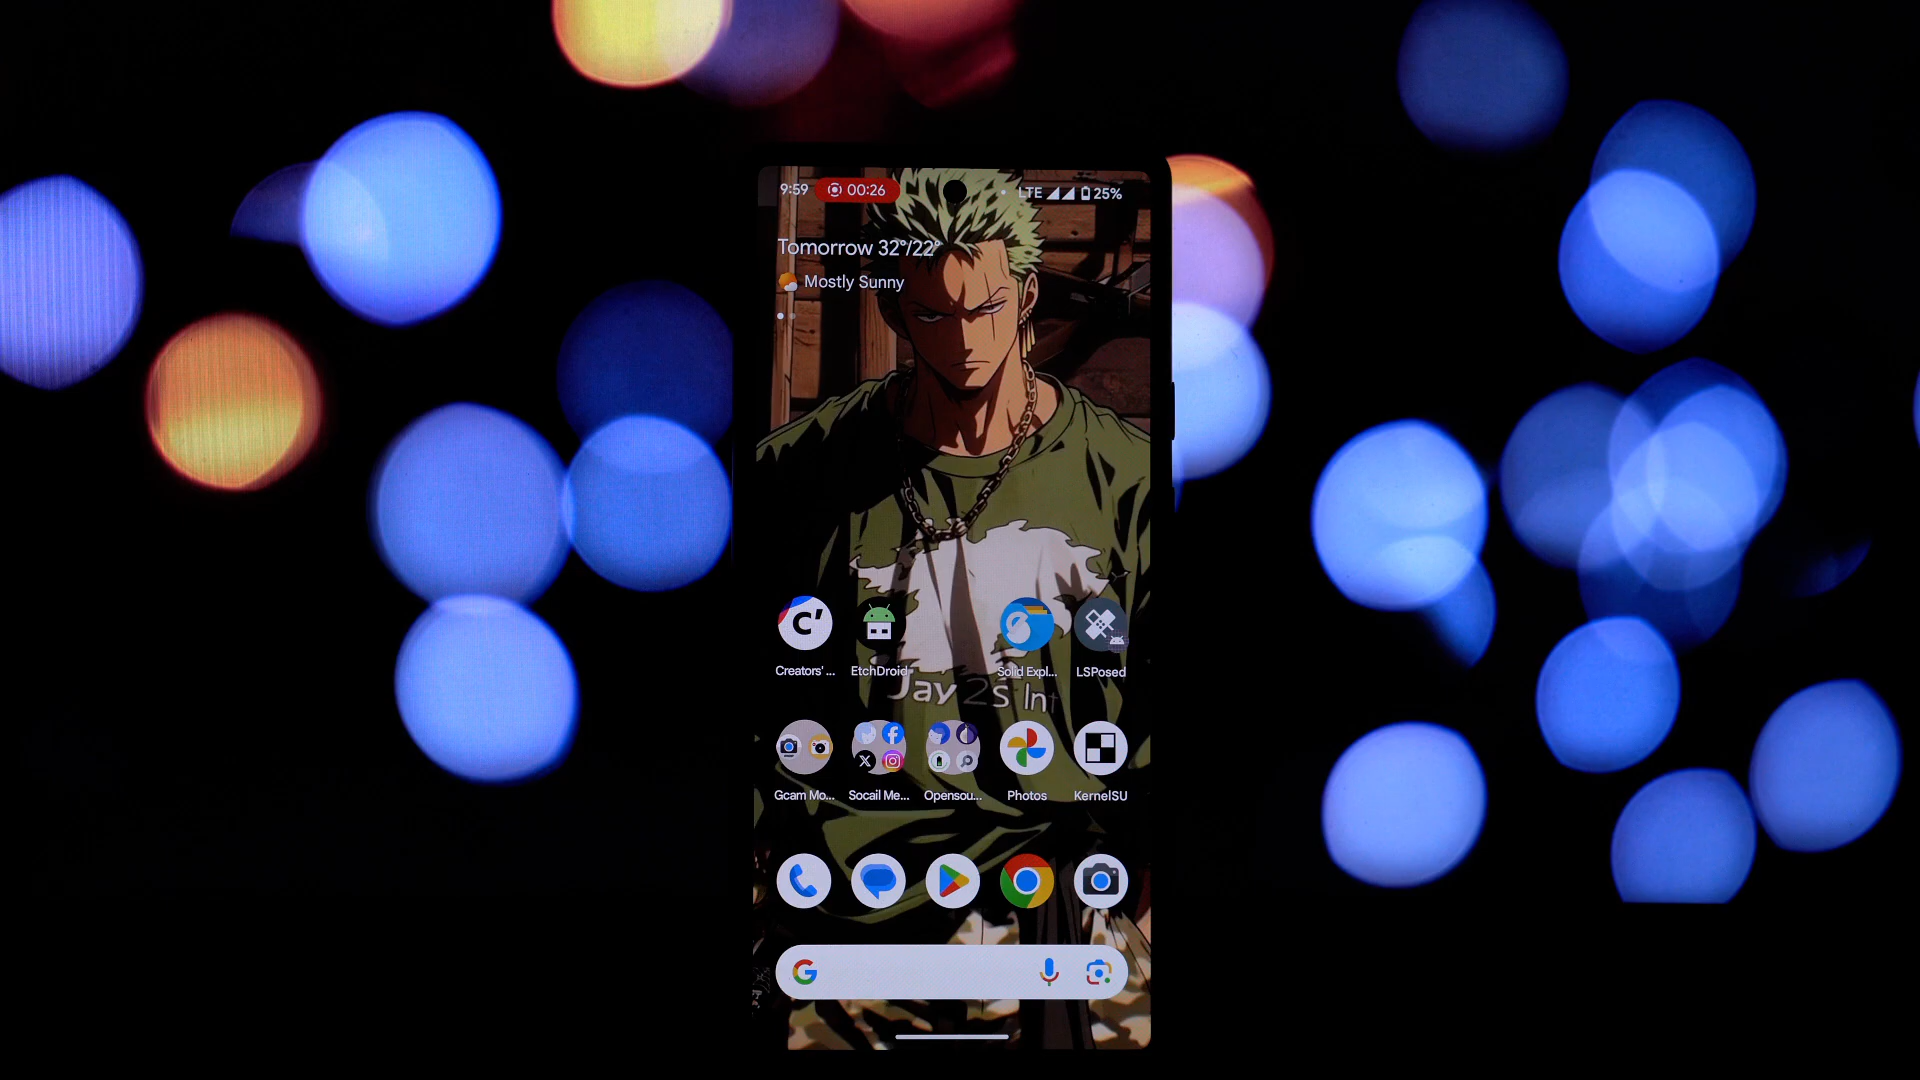 9:59 00:26 LTE 25%
Tomorrow 32°/22°
Mostly Sunny
Creators' ... EtchDroid Solid Expl... LSPosed
Jay 2s In
Gcam Mo... Socail Me... Opensou... Photos KernelSU